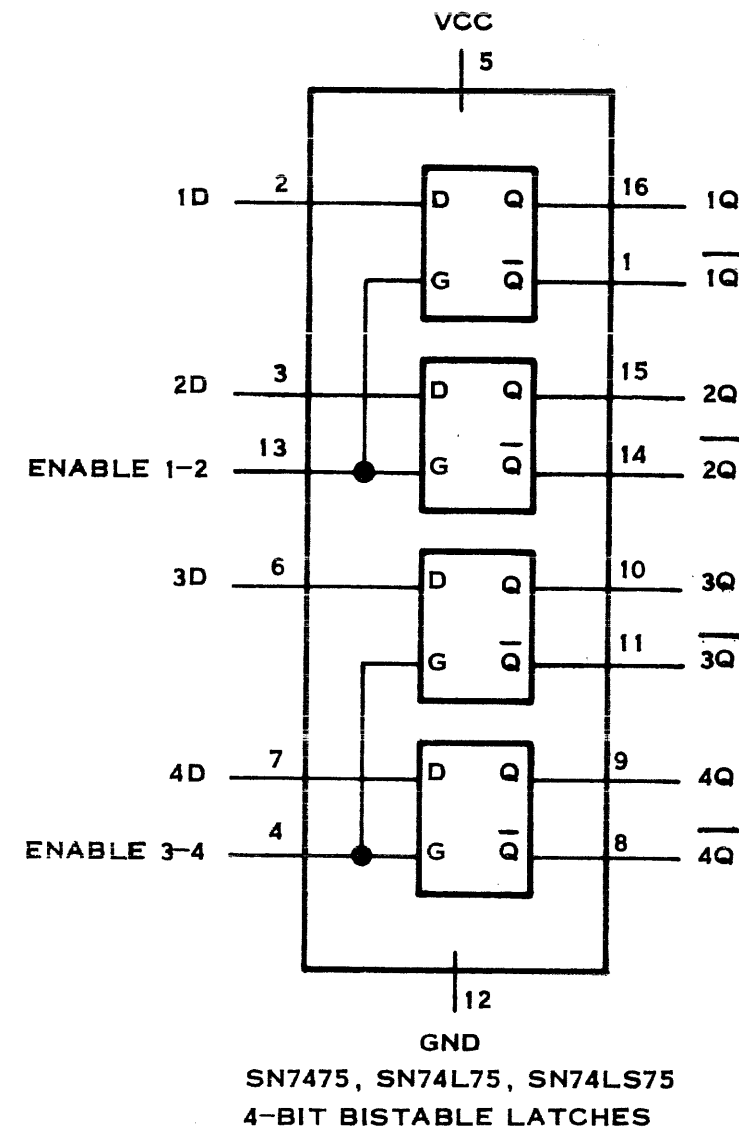 VCC
5
1D 2 D Q 16 1Q
G Q̅ 1 1Q̅
2D 3 D Q 15 2Q
ENABLE 1-2 13 G Q̅ 14 2Q̅
3D 6 D Q 10 3Q
G Q̅ 11 3Q̅
4D 7 D Q 9 4Q
ENABLE 3-4 4 G Q̅ 8 4Q̅
12
GND
SN7475, SN74L75, SN74LS75
4-BIT BISTABLE LATCHES